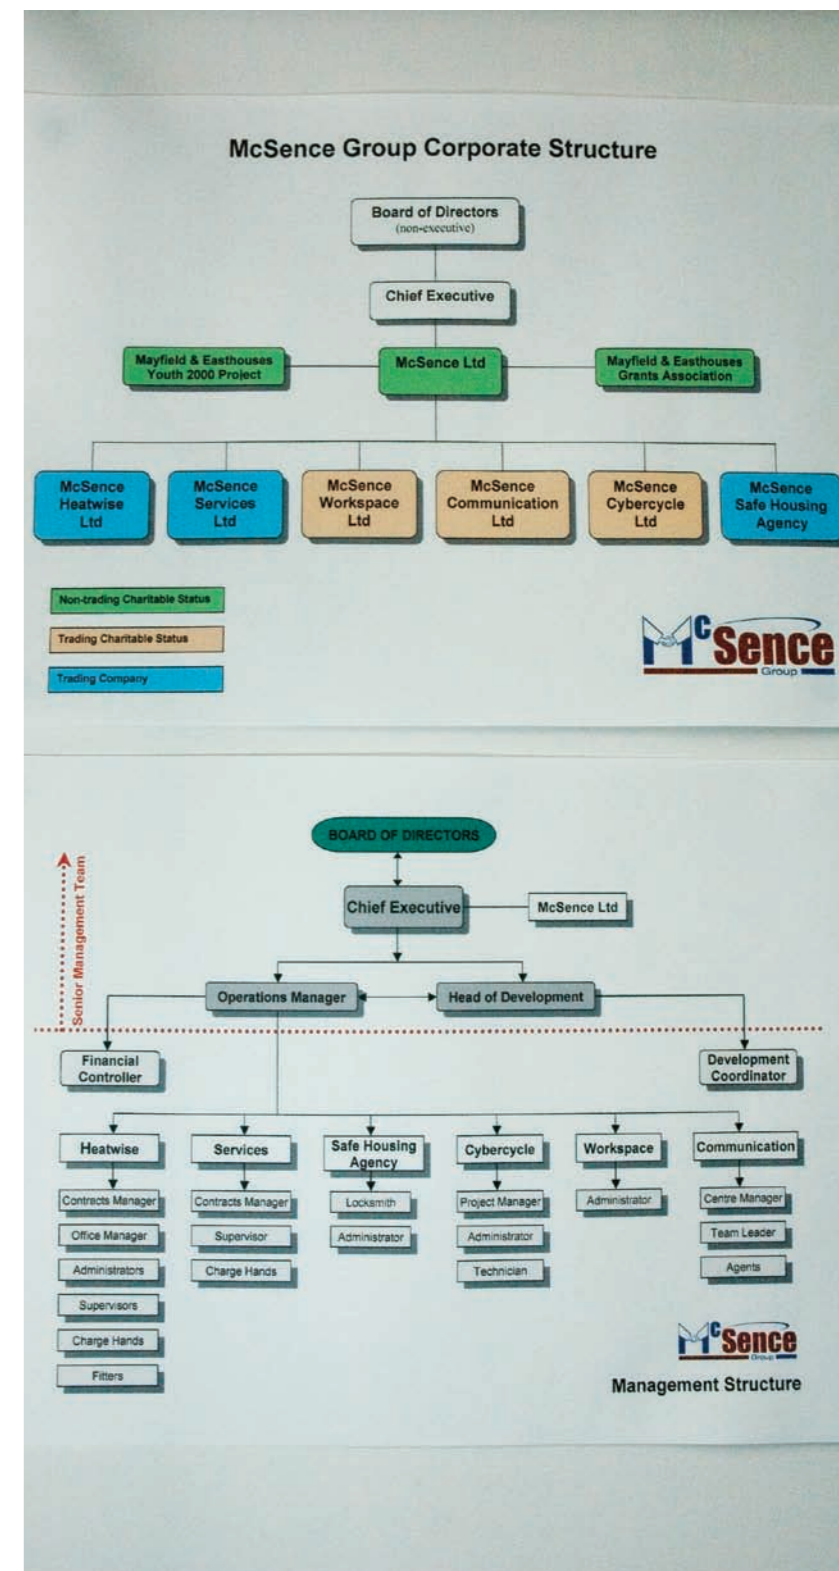 McSence Group Corporate Structure
Board of Directors
(non-executive)
Chief Executive
Mayfield & Easthouses
Youth 2000 Project
McSence Ltd
Mayfield & Easthouses
Grants Association
McSence
Heatwise
Ltd
McSence
Services
Ltd
McSence
Workspace
Ltd
McSence
Communication
Ltd
McSence
Cybercycle
Ltd
McSence
Safe Housing
Agency
Non-trading Charitable Status
Trading Charitable Status
Trading Company
McSence
Group
BOARD OF DIRECTORS
Senior Management Team
Chief Executive
McSence Ltd
Operations Manager
Head of Development
Financial
Controller
Development
Coordinator
Heatwise
Services
Safe Housing
Agency
Cybercycle
Workspace
Communication
Contracts Manager
Contracts Manager
Locksmith
Project Manager
Administrator
Centre Manager
Office Manager
Supervisor
Administrator
Administrator
Team Leader
Administrators
Charge Hands
Technician
Agents
Supervisors
Charge Hands
Fitters
McSence
Group
Management Structure